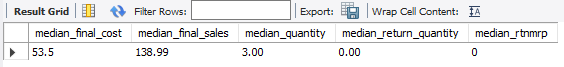 Result Grid Filter Rows: Export: Wrap Cell Content:
median_final_cost median_final_sales median_quantity median_return_quantity median_rtnmrp
53.5 138.99 3.00 0.00 0